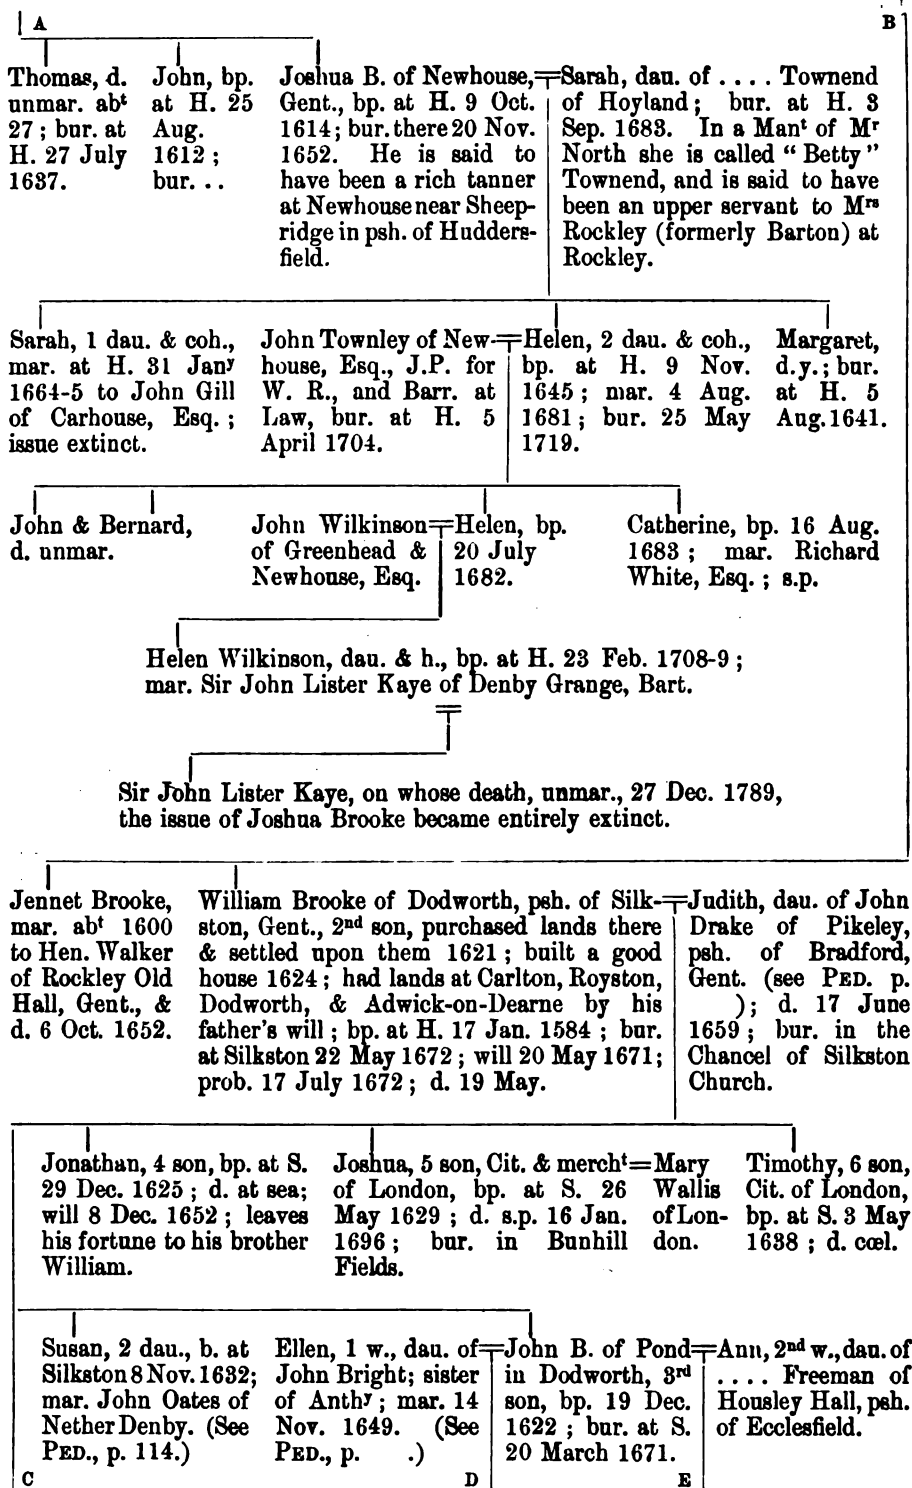 A
B
Thomas, d.
unmar. abᵗ
27 ; bur. at
H. 27 July
1637.
John, bp.
at H. 25
Aug.
1612 ;
bur. . .
Joshua B. of Newhouse,
Gent., bp. at H. 9 Oct.
1614; bur. there 20 Nov.
1652. He is said to
have been a rich tanner
at Newhouse near Sheep-
ridge in psh. of Hudders-
field.
Sarah, dau. of . . . . Townend
of Hoyland ; bur. at H. 3
Sep. 1683. In a Manᵗ of Mʳ
North she is called “ Betty ”
Townend, and is said to have
been an upper servant to Mʳˢ
Rockley (formerly Barton) at
Rockley.
Sarah, 1 dau. & coh.,
mar. at H. 31 Janʸ
1664-5 to John Gill
of Carhouse, Esq. ;
issue extinct.
John Townley of New-
house, Esq., J.P. for
W. R., and Barr. at
Law, bur. at H. 5
April 1704.
Helen, 2 dau. & coh.,
bp. at H. 9 Nov.
1645 ; mar. 4 Aug.
1681 ; bur. 25 May
1719.
Margaret,
d.y. ; bur.
at H. 5
Aug. 1641.
John & Bernard,
d. unmar.
John Wilkinson
of Greenhead &
Newhouse, Esq.
Helen, bp.
20 July
1682.
Catherine, bp. 16 Aug.
1683 ; mar. Richard
White, Esq. ; s.p.
Helen Wilkinson, dau. & h., bp. at H. 23 Feb. 1708-9 ;
mar. Sir John Lister Kaye of Denby Grange, Bart.
Sir John Lister Kaye, on whose death, unmar., 27 Dec. 1789,
the issue of Joshua Brooke became entirely extinct.
Jennet Brooke,
mar. abᵗ 1600
to Hen. Walker
of Rockley Old
Hall, Gent., &
d. 6 Oct. 1652.
William Brooke of Dodworth, psh. of Silk-
ston, Gent., 2ⁿᵈ son, purchased lands there
& settled upon them 1621 ; built a good
house 1624 ; had lands at Carlton, Royston,
Dodworth, & Adwick-on-Dearne by his
father's will ; bp. at H. 17 Jan. 1584 ; bur.
at Silkston 22 May 1672 ; will 20 May 1671;
prob. 17 July 1672 ; d. 19 May.
Judith, dau. of John
Drake of Pikeley,
psh. of Bradford,
Gent. (see PED. p.
); d. 17 June
1659 ; bur. in the
Chancel of Silkston
Church.
Jonathan, 4 son, bp. at S.
29 Dec. 1625 ; d. at sea;
will 8 Dec. 1652 ; leaves
his fortune to his brother
William.
Joshua, 5 son, Cit. & merchᵗ
of London, bp. at S. 26
May 1629 ; d. s.p. 16 Jan.
1696 ; bur. in Bunhill
Fields.
Mary
Wallis
of Lon-
don.
Timothy, 6 son,
Cit. of London,
bp. at S. 3 May
1638 ; d. cœl.
Susan, 2 dau., b. at
Silkston 8 Nov. 1632;
mar. John Oates of
Nether Denby. (See
PED., p. 114.)
Ellen, 1 w., dau. of
John Bright; sister
of Anthʸ ; mar. 14
Nov. 1649. (See
PED., p. .)
John B. of Pond
in Dodworth, 3ʳᵈ
son, bp. 19 Dec.
1622 ; bur. at S.
20 March 1671.
Ann, 2ⁿᵈ w., dau. of
. . . . Freeman of
Housley Hall, psh.
of Ecclesfield.
C
D
E